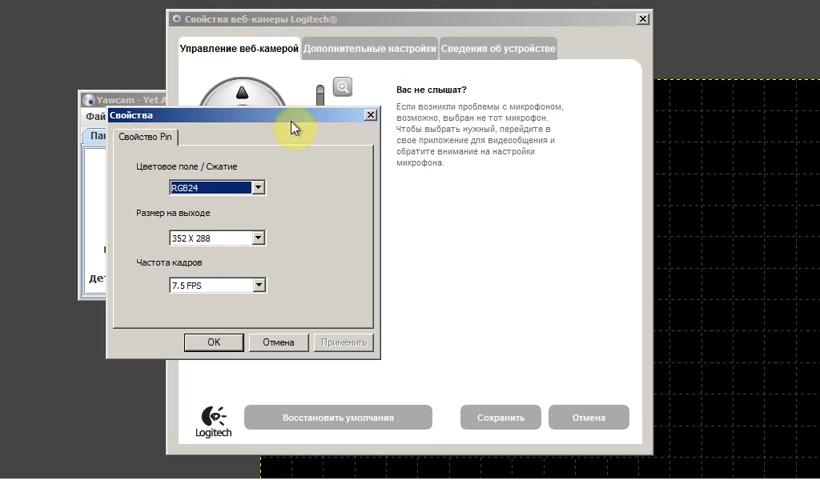 Свойства веб-камеры Logitech®
Управление веб-камерой
Дополнительные настройки
Сведения об устройстве
Вас не слышат?
Если возникли проблемы с микрофоном,
возможно, выбран не тот микрофон.
Чтобы выбрать нужный, перейдите в
свое приложение для видеообщения и
обратите внимание на настройки
микрофона.
Yawcam - Yet A
Фай
Пан
Дет
Свойства
Свойство Pin
Цветовое поле / Сжатие
RGB24
Размер на выходе
352 X 288
Частота кадров
7.5 FPS
OK
Отмена
Применить
Logitech
Восстановить умолчания
Сохранить
Отмена